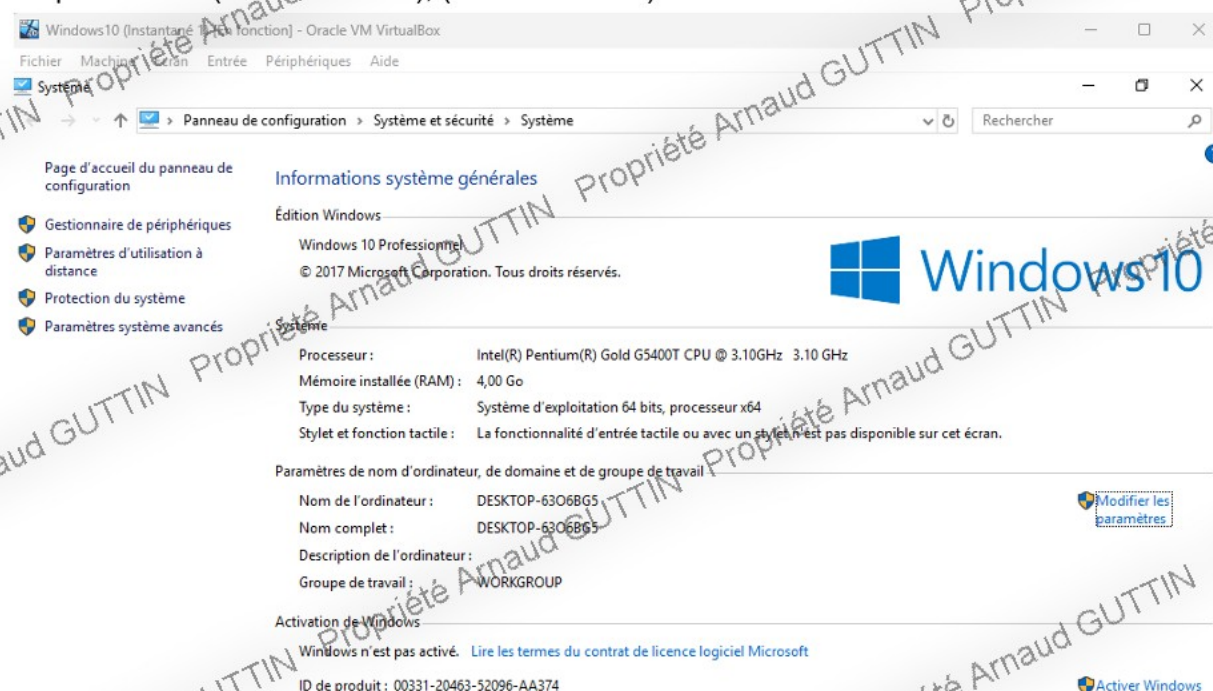 Windows10 (Instantané 1) [En fonction] - Oracle VM VirtualBox
Fichier Machine Ecran Entrée Périphériques Aide
Système
Panneau de configuration > Système et sécurité > Système
Rechercher
Page d'accueil du panneau de configuration
Gestionnaire de périphériques
Paramètres d'utilisation à distance
Protection du système
Paramètres système avancés
Informations système générales
Édition Windows
Windows 10 Professionnel
© 2017 Microsoft Corporation. Tous droits réservés.
Windows 10
Système
Processeur : Intel(R) Pentium(R) Gold G5400T CPU @ 3.10GHz 3.10 GHz
Mémoire installée (RAM) : 4,00 Go
Type du système : Système d'exploitation 64 bits, processeur x64
Stylet et fonction tactile : La fonctionnalité d'entrée tactile ou avec un stylet n'est pas disponible sur cet écran.
Paramètres de nom d'ordinateur, de domaine et de groupe de travail
Nom de l'ordinateur : DESKTOP-63O6BG5
Nom complet : DESKTOP-63O6BG5
Description de l'ordinateur :
Groupe de travail : WORKGROUP
Modifier les paramètres
Activation de Windows
Windows n'est pas activé. Lire les termes du contrat de licence logiciel Microsoft
ID de produit : 00331-20463-52096-AA374
Activer Windows
Propriété Arnaud GUTTIN